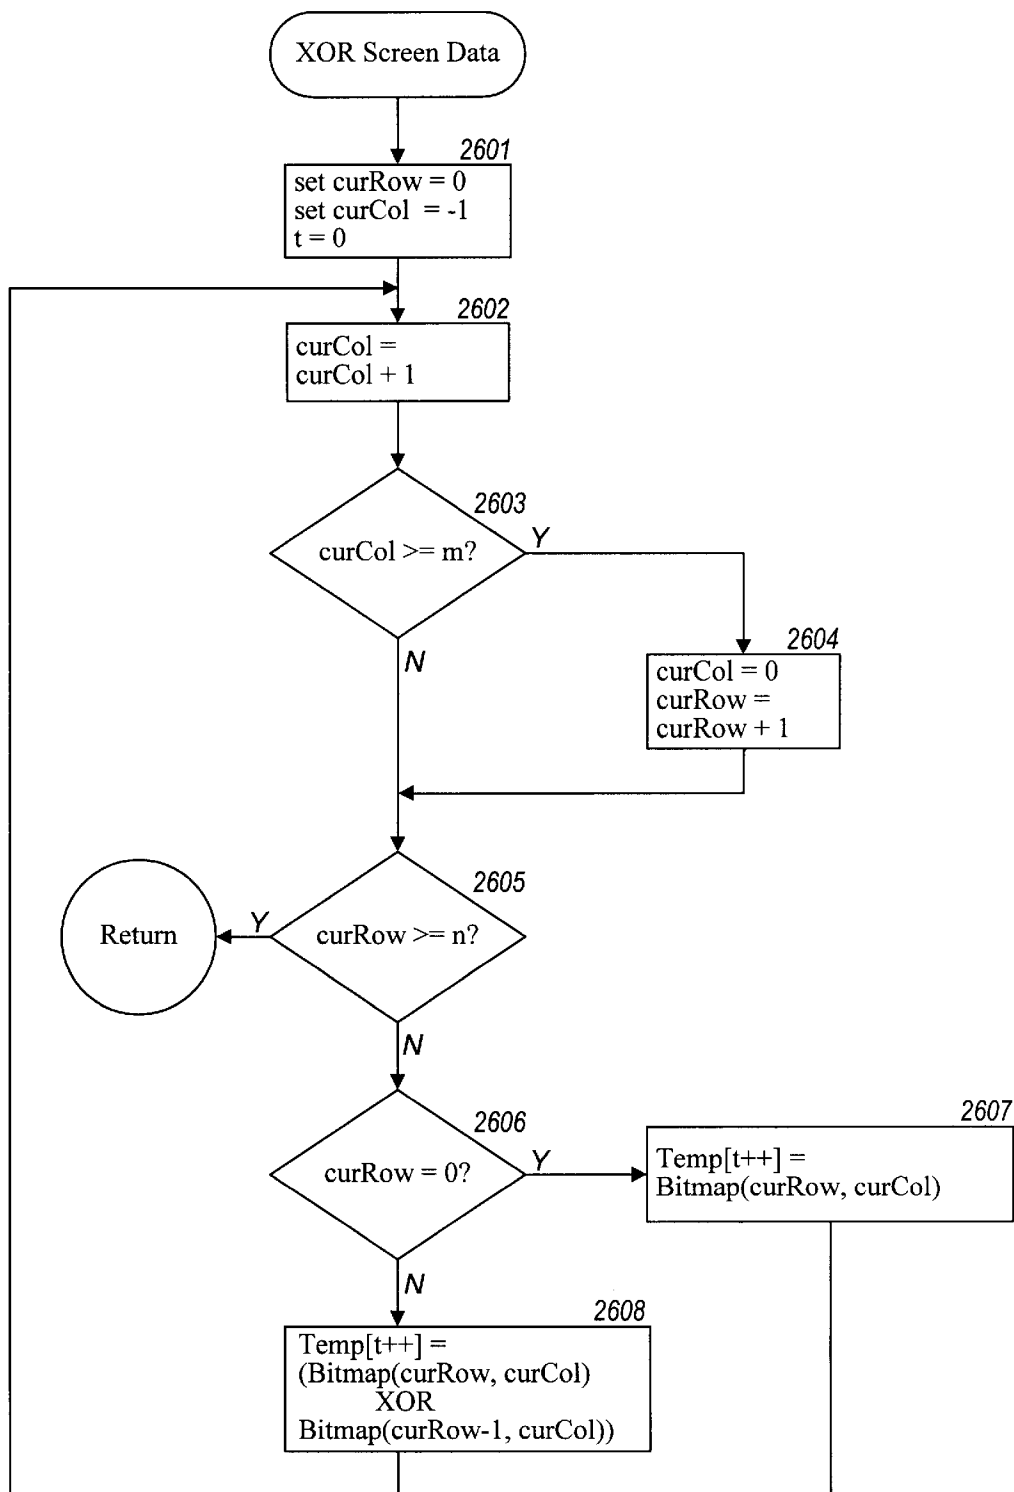 XOR Screen Data
2601
set curRow = 0
set curCol = -1
t = 0
2602
curCol =
curCol + 1
2603
curCol >= m?
Y
N
2604
curCol = 0
curRow =
curRow + 1
2605
curRow >= n?
Y
Return
N
2606
curRow = 0?
Y
2607
Temp[t++] =
Bitmap(curRow, curCol)
N
2608
Temp[t++] =
(Bitmap(curRow, curCol)
XOR
Bitmap(curRow-1, curCol))